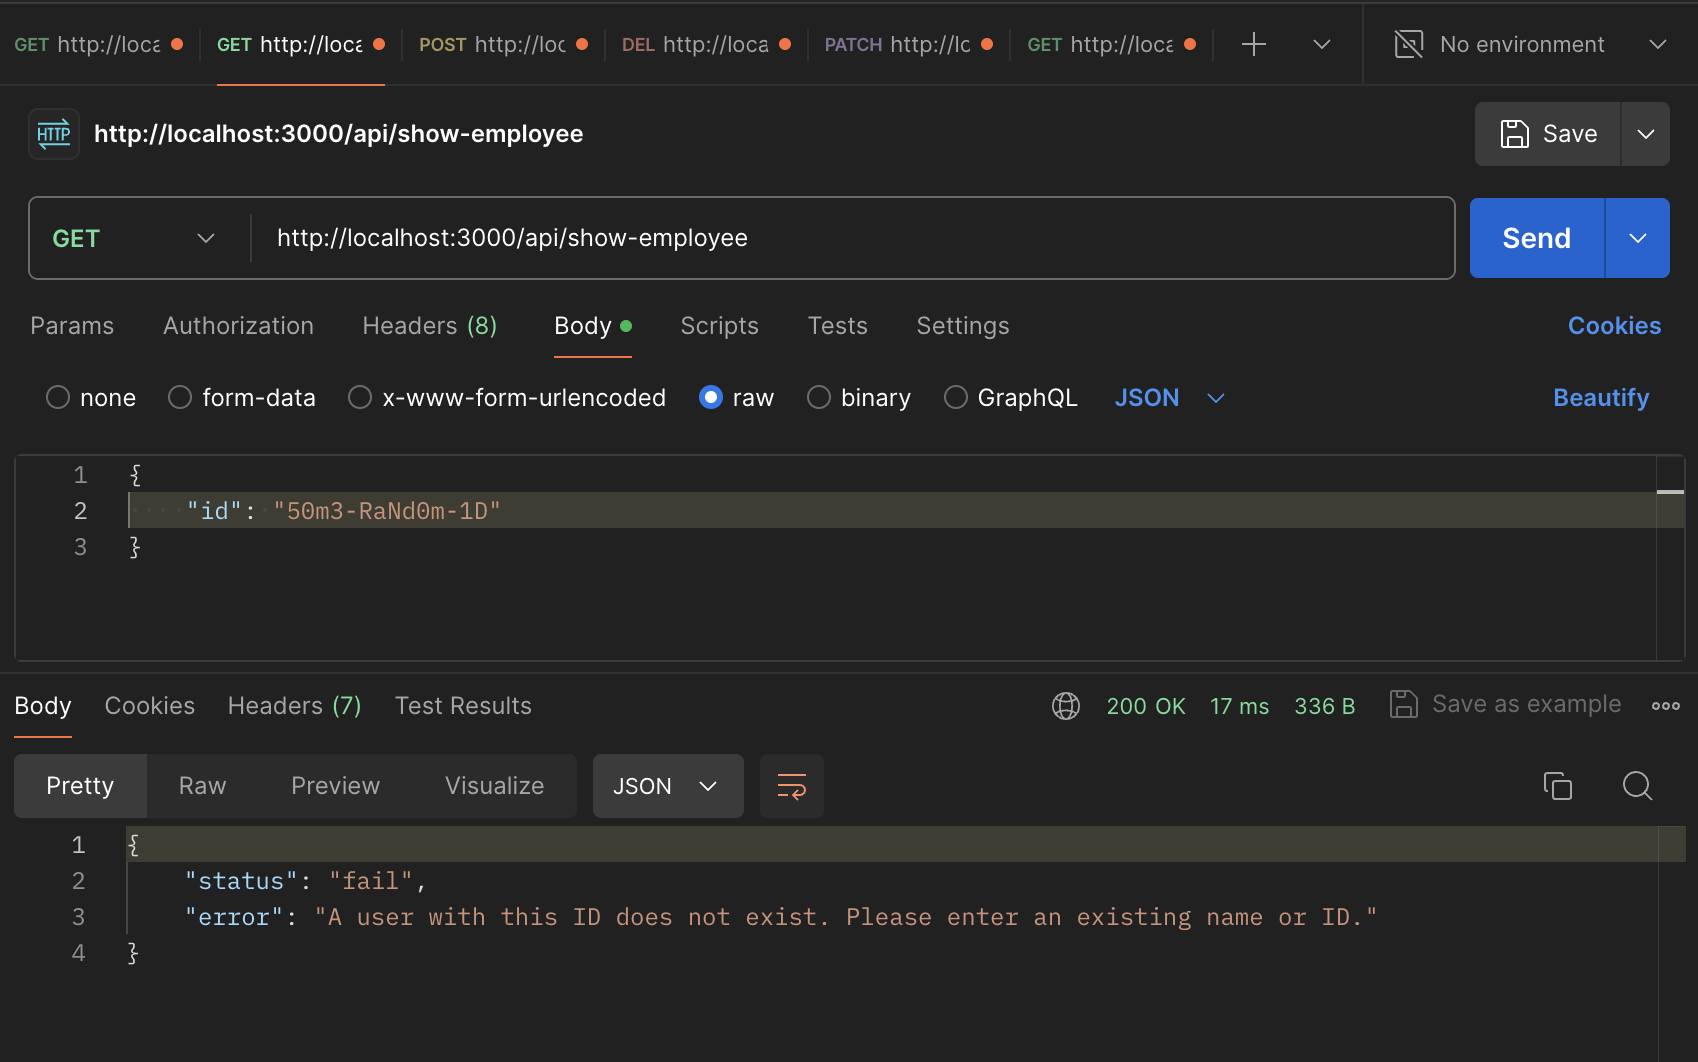 GET http://loca GET http://loca POST http://loc DEL http://loca PATCH http://lc GET http://loca No environment
HTTP http://localhost:3000/api/show-employee Save
GET http://localhost:3000/api/show-employee Send
Params Authorization Headers (8) Body Scripts Tests Settings Cookies
none form-data x-www-form-urlencoded raw binary GraphQL JSON Beautify
1 {
2 "id": "50m3-RaNd0m-1D"
3 }
Body Cookies Headers (7) Test Results 200 OK 17 ms 336 B Save as example
Pretty Raw Preview Visualize JSON
1 {
2 "status": "fail",
3 "error": "A user with this ID does not exist. Please enter an existing name or ID."
4 }